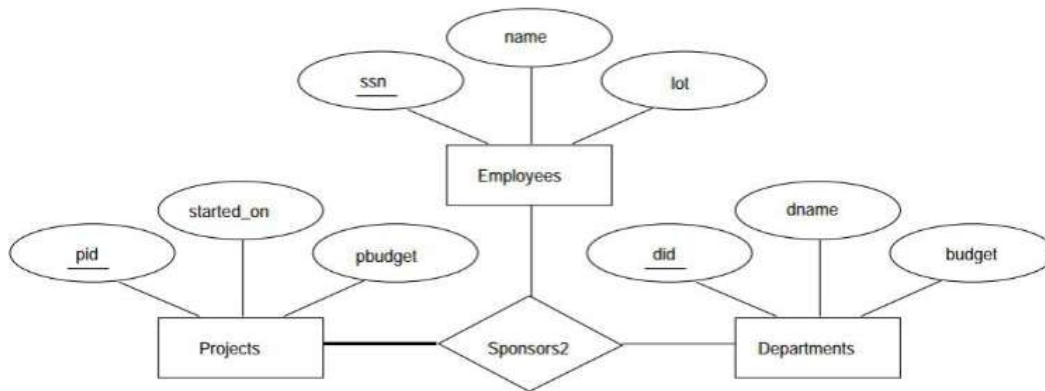 name
ssn
lot
Employees
started_on
dname
pid
pbudget
did
budget
Projects
Sponsors2
Departments